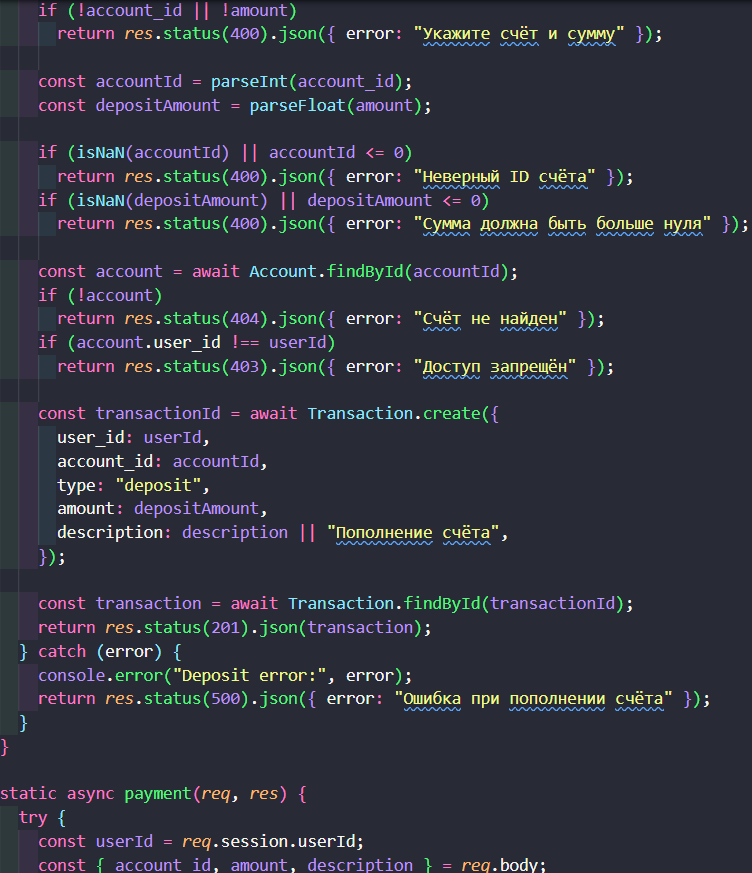 if (!account_id || !amount)
return res.status(400).json({ error: "Укажите счёт и сумму" });
const accountId = parseInt(account_id);
const depositAmount = parseFloat(amount);
if (isNaN(accountId) || accountId <= 0)
return res.status(400).json({ error: "Неверный ID счёта" });
if (isNaN(depositAmount) || depositAmount <= 0)
return res.status(400).json({ error: "Сумма должна быть больше нуля" });
const account = await Account.findById(accountId);
if (!account)
return res.status(404).json({ error: "Счёт не найден" });
if (account.user_id !== userId)
return res.status(403).json({ error: "Доступ запрещён" });
const transactionId = await Transaction.create({
user_id: userId,
account_id: accountId,
type: "deposit",
amount: depositAmount,
description: description || "Пополнение счёта",
});
const transaction = await Transaction.findById(transactionId);
return res.status(201).json(transaction);
} catch (error) {
console.error("Deposit error:", error);
return res.status(500).json({ error: "Ошибка при пополнении счёта" });
}
}
static async payment(req, res) {
try {
const userId = req.session.userId;
const { account_id, amount, description } = req.body;